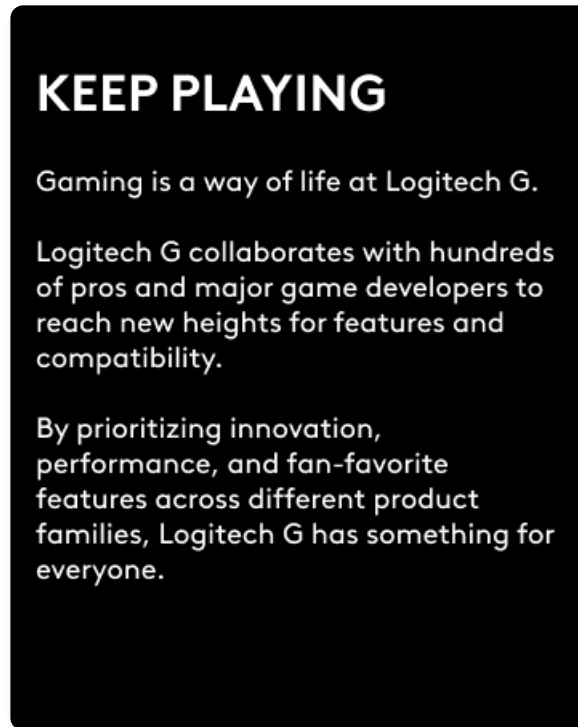 KEEP PLAYING
Gaming is a way of life at Logitech G.
Logitech G collaborates with hundreds
of pros and major game developers to
reach new heights for features and
compatibility.
By prioritizing innovation,
performance, and fan-favorite
features across different product
families, Logitech G has something for
everyone.